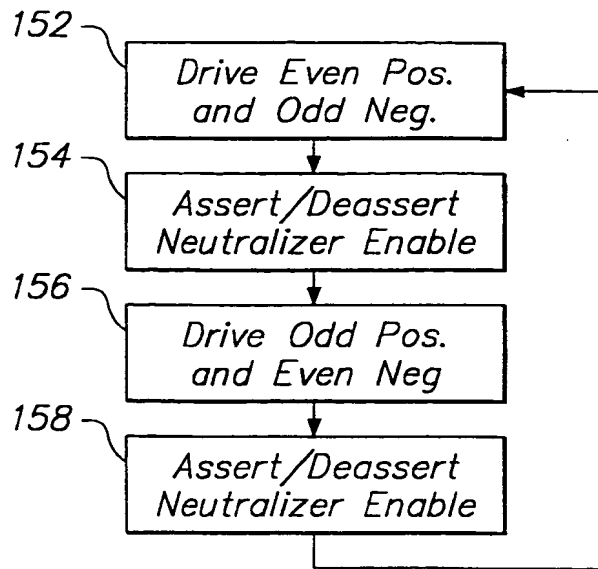 152
Drive Even Pos.
and Odd Neg.
154
Assert/Deassert
Neutralizer Enable
156
Drive Odd Pos.
and Even Neg
158
Assert/Deassert
Neutralizer Enable